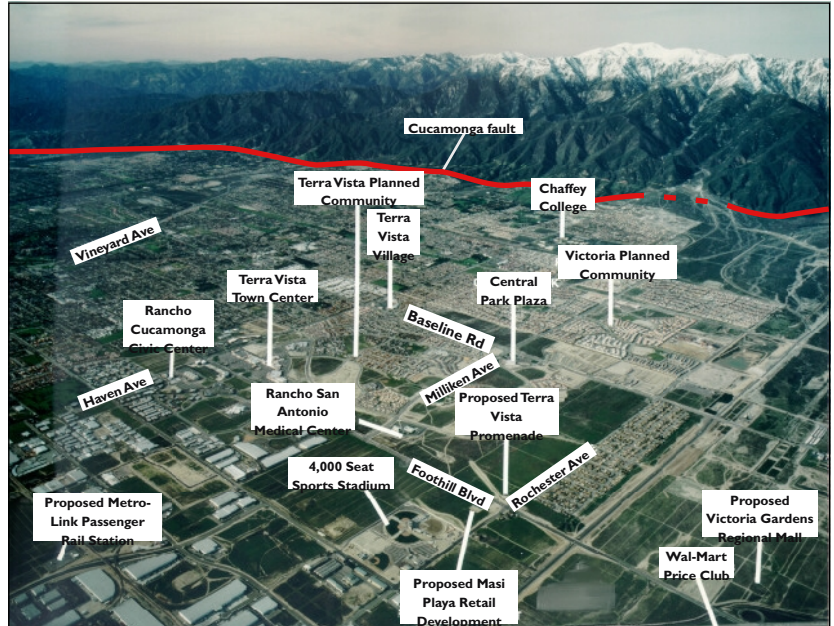 Cucamonga fault
Terra Vista Planned
Community
Chaffey
College
Terra
Vista
Village
Vineyard Ave
Victoria Planned
Community
Terra Vista
Town Center
Central
Park Plaza
Rancho
Cucamonga
Civic Center
Baseline Rd
Milliken Ave
Haven Ave
Rancho San
Antonio
Medical Center
Proposed Terra
Vista
Promenade
4,000 Seat
Sports Stadium
Foothill Blvd
Rochester Ave
Proposed Metro-
Link Passenger
Rail Station
Proposed
Victoria Gardens
Regional Mall
Wal-Mart
Price Club
Proposed Masi
Playa Retail
Development